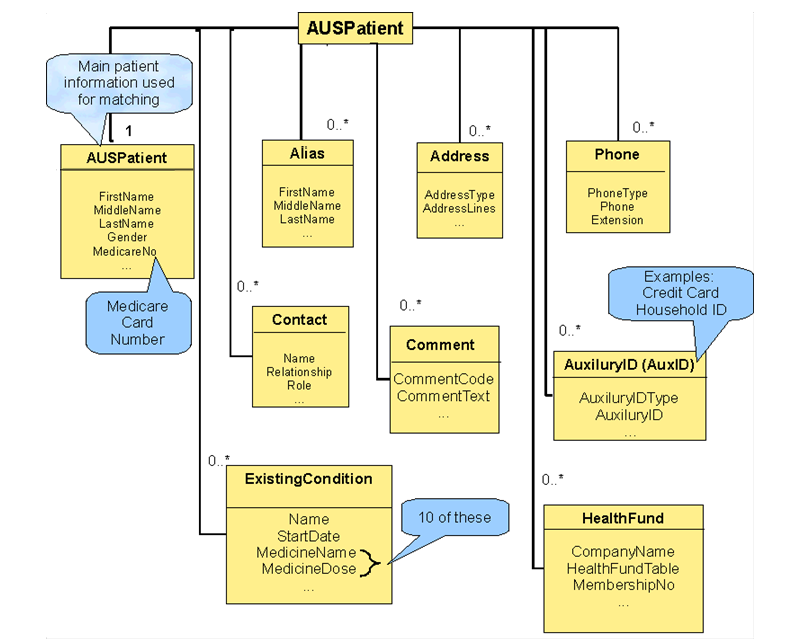 AUSPatient
Main patient
information used
for matching
1
AUSPatient
FirstName
MiddleName
LastName
Gender
MedicareNo
...
Medicare
Card
Number
0..*
Alias
FirstName
MiddleName
LastName
...
0..*
Address
AddressType
AddressLines
...
0..*
Phone
PhoneType
Phone
Extension
0..*
Contact
Name
Relationship
Role
...
0..*
Comment
CommentCode
CommentText
...
Examples:
Credit Card
Household ID
0..*
AuxiluryID (AuxID)
AuxiluryIDType
AuxiluryID
...
0..*
ExistingCondition
Name
StartDate
MedicineName
MedicineDose
...
10 of these
0..*
HealthFund
CompanyName
HealthFundTable
MembershipNo
...